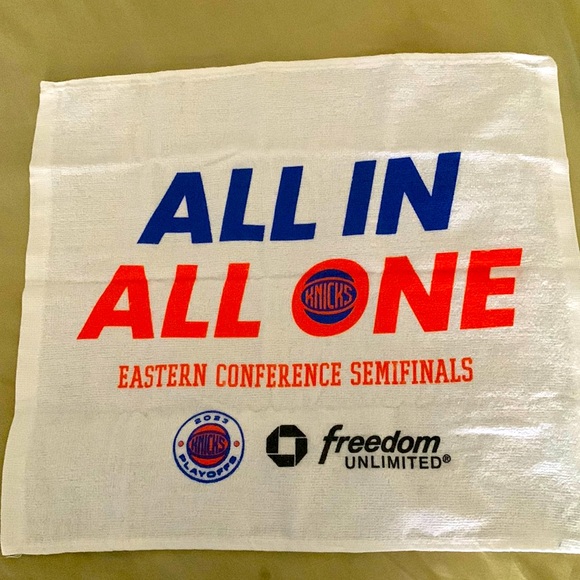 ALL IN
ALL ONE
KNICKS
EASTERN CONFERENCE SEMIFINALS
2023
KNICKS
PLAYOFFS
freedom
UNLIMITED®